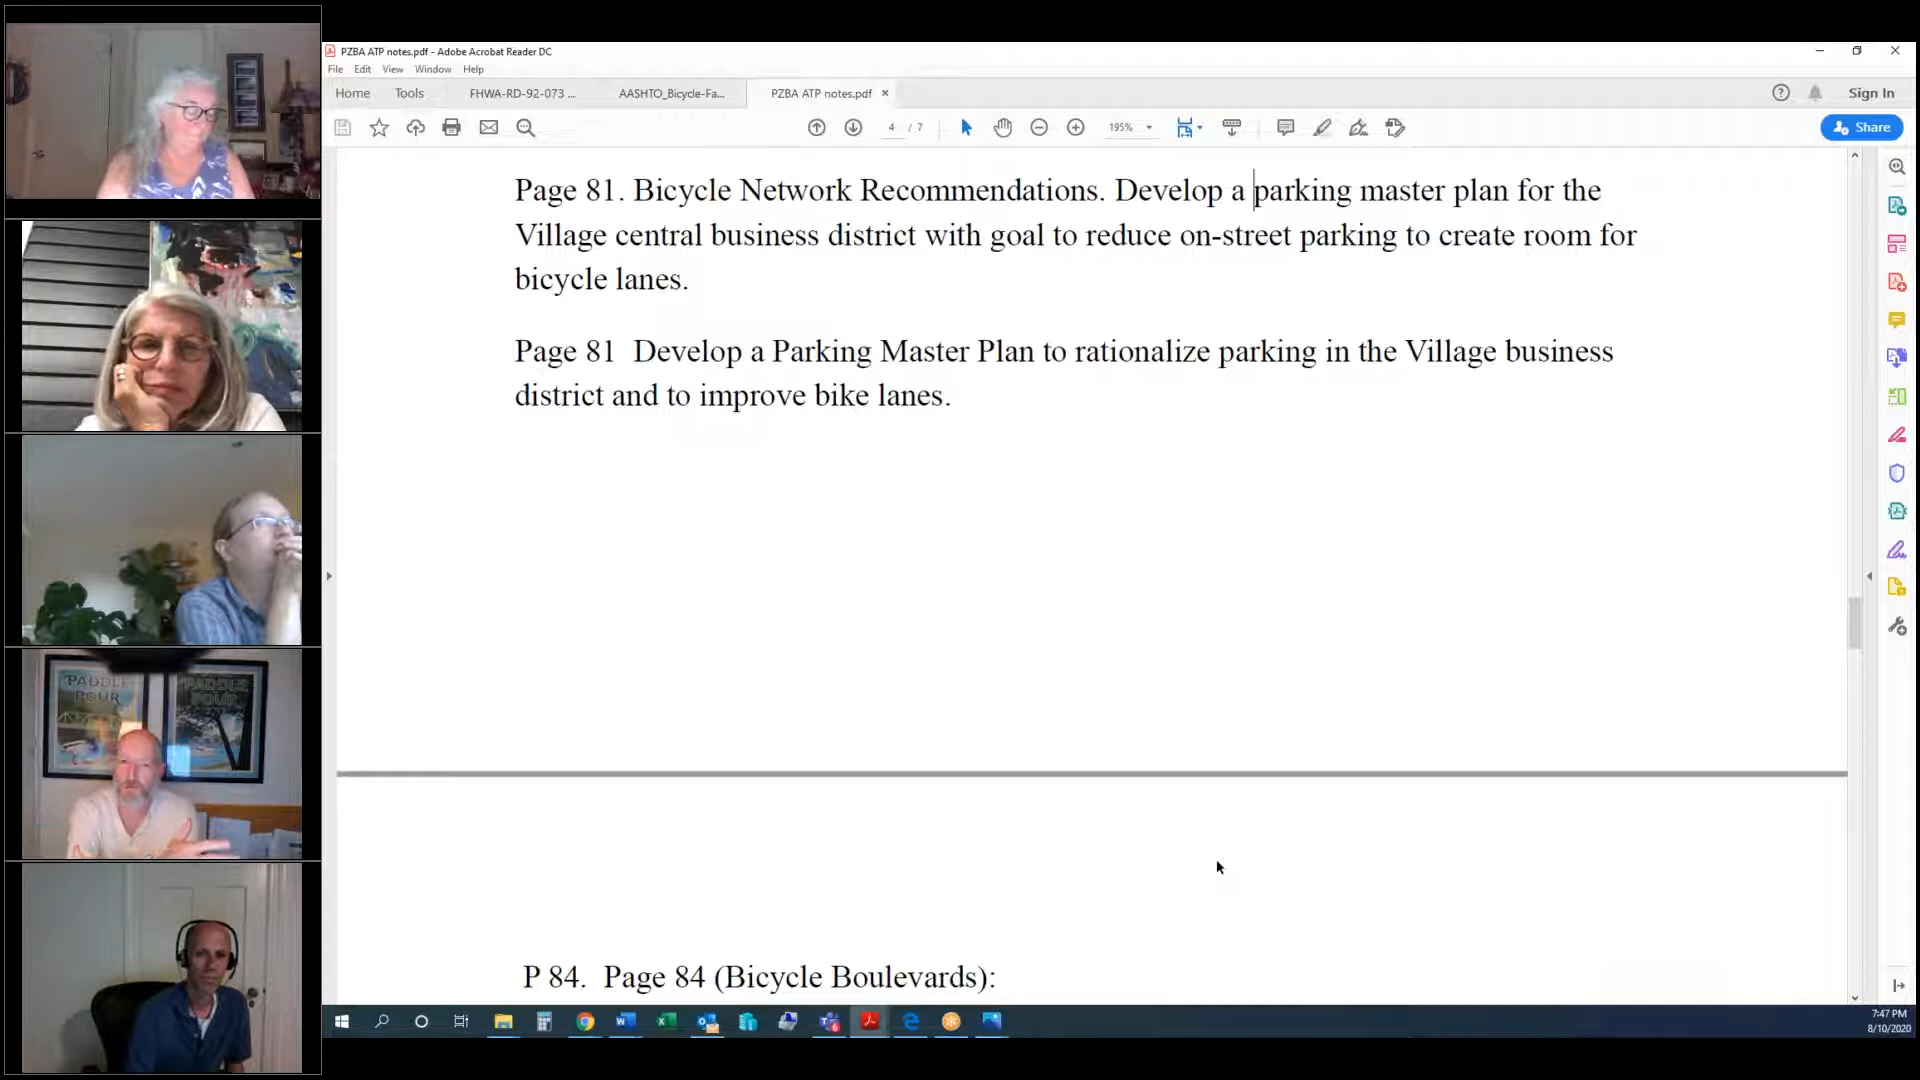 PZBA ATP notes.pdf - Adobe Acrobat Reader DC
File Edit View Window Help
Home Tools FHWA-RD-92-073 ... AASHTO_Bicycle-Fa... PZBA ATP notes.pdf Sign In
4 / 7 195% Share
Page 81. Bicycle Network Recommendations. Develop a parking master plan for the
Village central business district with goal to reduce on-street parking to create room for
bicycle lanes.
Page 81 Develop a Parking Master Plan to rationalize parking in the Village business
district and to improve bike lanes.
P 84. Page 84 (Bicycle Boulevards):
PADDLE
POUR
PADDLE
POUR
7:47 PM
8/10/2020